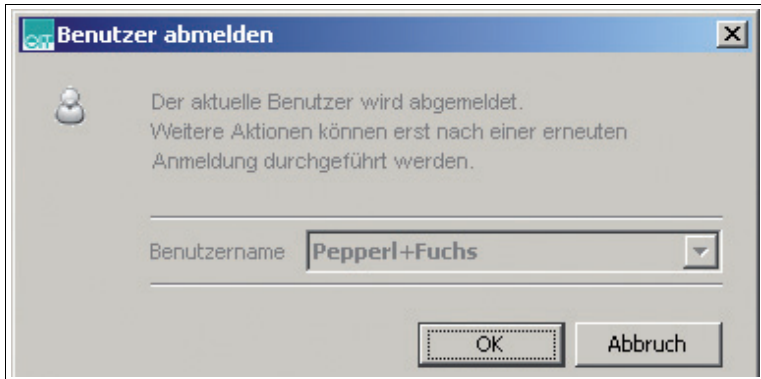 OIT Benutzer abmelden
Der aktuelle Benutzer wird abgemeldet.
Weitere Aktionen können erst nach einer erneuten
Anmeldung durchgeführt werden.
Benutzername Pepperl+Fuchs
OK Abbruch